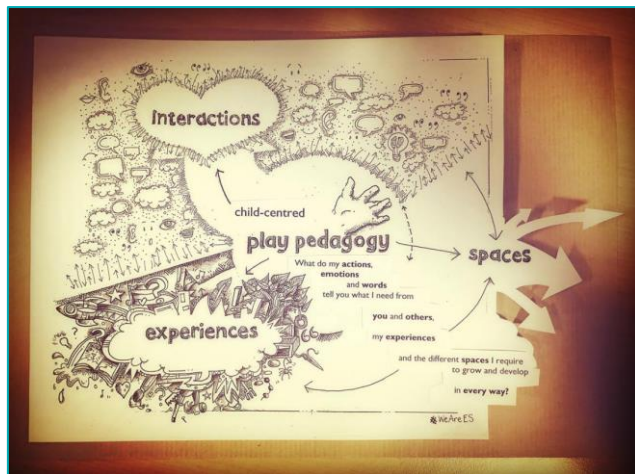 interactions
child-centred
play pedagogy
spaces
What do my actions,
emotions
and words
tell you what I need from
you and others,
my experiences
and the different spaces I require
to grow and develop
in every way?
experiences
#WeAreES